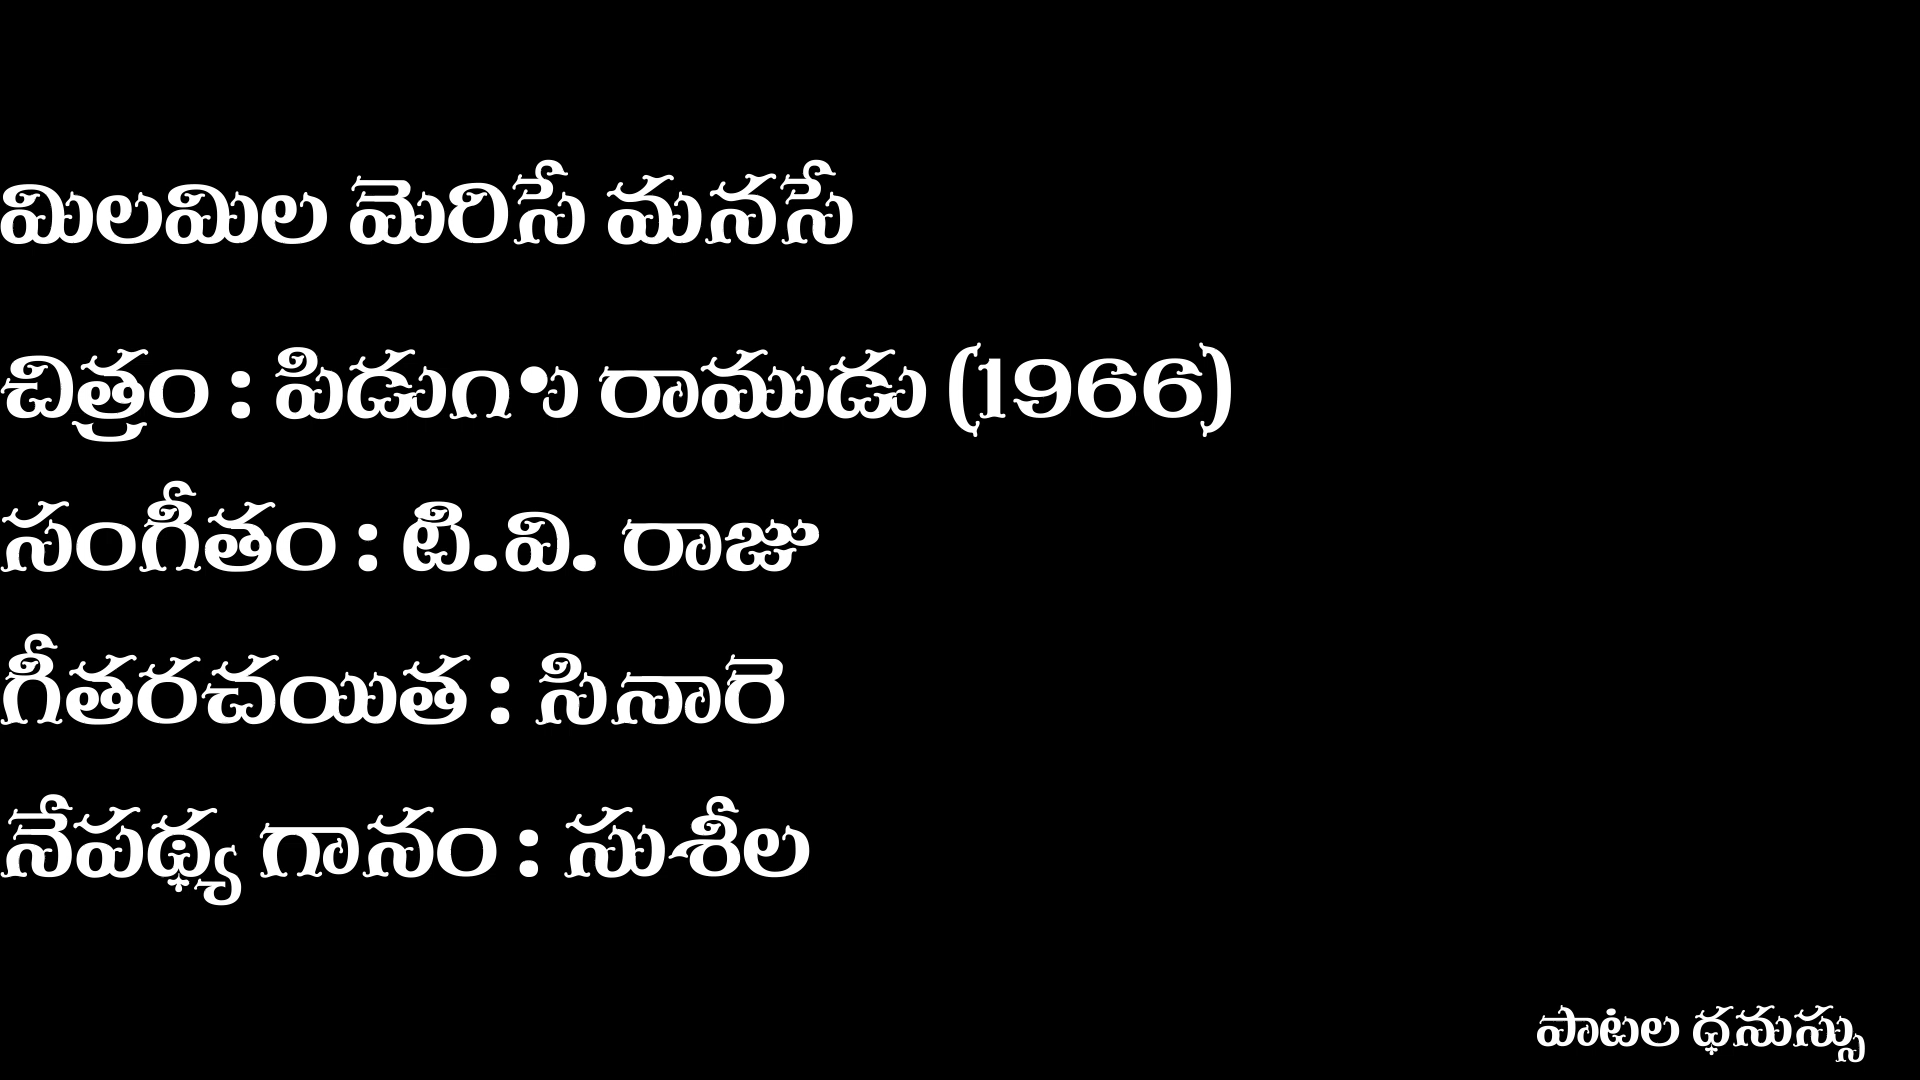 మిలమిల మెరిసే మనసే
చిత్రం : పిడుగు రాముడు (1966)
సంగీతం : టి.వి. రాజు
గీతరచయిత : సినారె
నేపథ్య గానం : సుశీల
పాటల ధనుస్సు